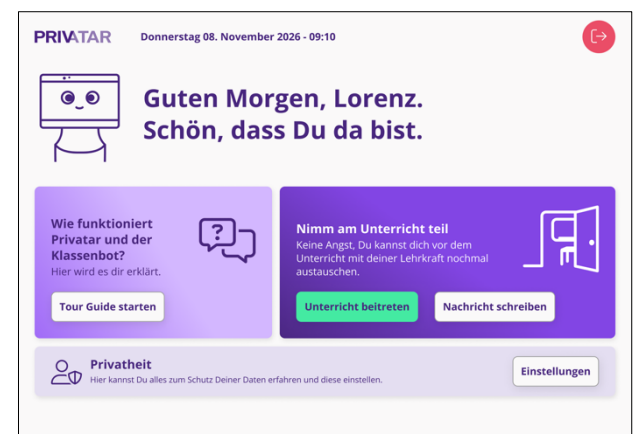 PRIVATAR
Donnerstag 08. November 2026 - 09:10
Guten Morgen, Lorenz.
Schön, dass Du da bist.
Wie funktioniert
Privatar und der
Klassenbot?
Hier wird es dir erklärt.
?
Tour Guide starten
Nimm am Unterricht teil
Keine Angst, Du kannst dich vor dem
Unterricht mit deiner Lehrkraft nochmal
austauschen.
Unterricht beitreten
Nachricht schreiben
Privatheit
Hier kannst Du alles zum Schutz Deiner Daten erfahren und diese einstellen.
Einstellungen